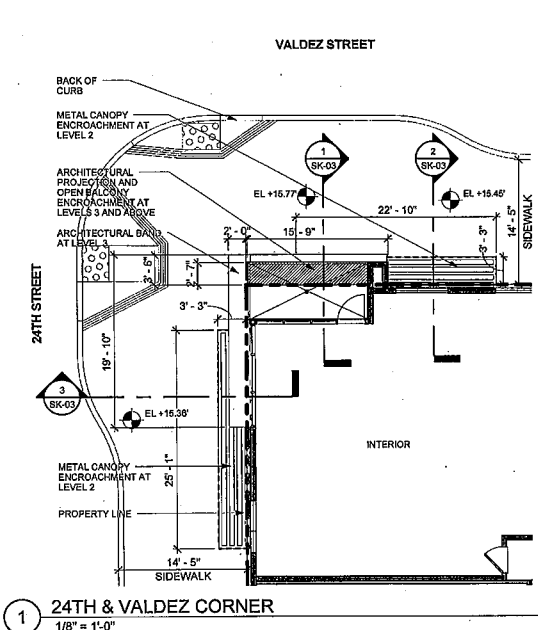 VALDEZ STREET
BACK OF
CURB
METAL CANOPY
ENCROACHMENT AT
LEVEL 2
ARCHITECTURAL
PROJECTION AND
OPEN BALCONY
ENCROACHMENT AT
LEVELS 3 AND ABOVE
ARCHITECTURAL BAND
AT LEVEL 3
1
SK-03
2
SK-03
EL +15.77'
EL +15.45'
22' - 10"
14' - 5"
SIDEWALK
2' - 0"
15' - 9"
3' - 3"
3' - 6"
2' - 7"
24TH STREET
3' - 3"
19' - 10"
3
SK-03
EL +15.36'
25' - 1"
INTERIOR
METAL CANOPY
ENCROACHMENT AT
LEVEL 2
PROPERTY LINE
14' - 5"
SIDEWALK
1
24TH & VALDEZ CORNER
1/8" = 1'-0"